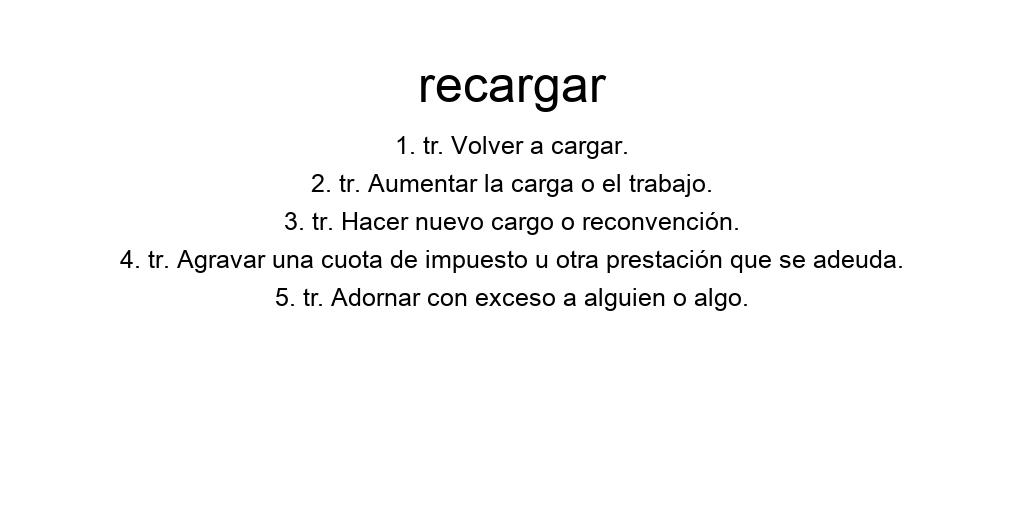 recargar
1. tr. Volver a cargar.
2. tr. Aumentar la carga o el trabajo.
3. tr. Hacer nuevo cargo o reconvención.
4. tr. Agravar una cuota de impuesto u otra prestación que se adeuda.
5. tr. Adornar con exceso a alguien o algo.